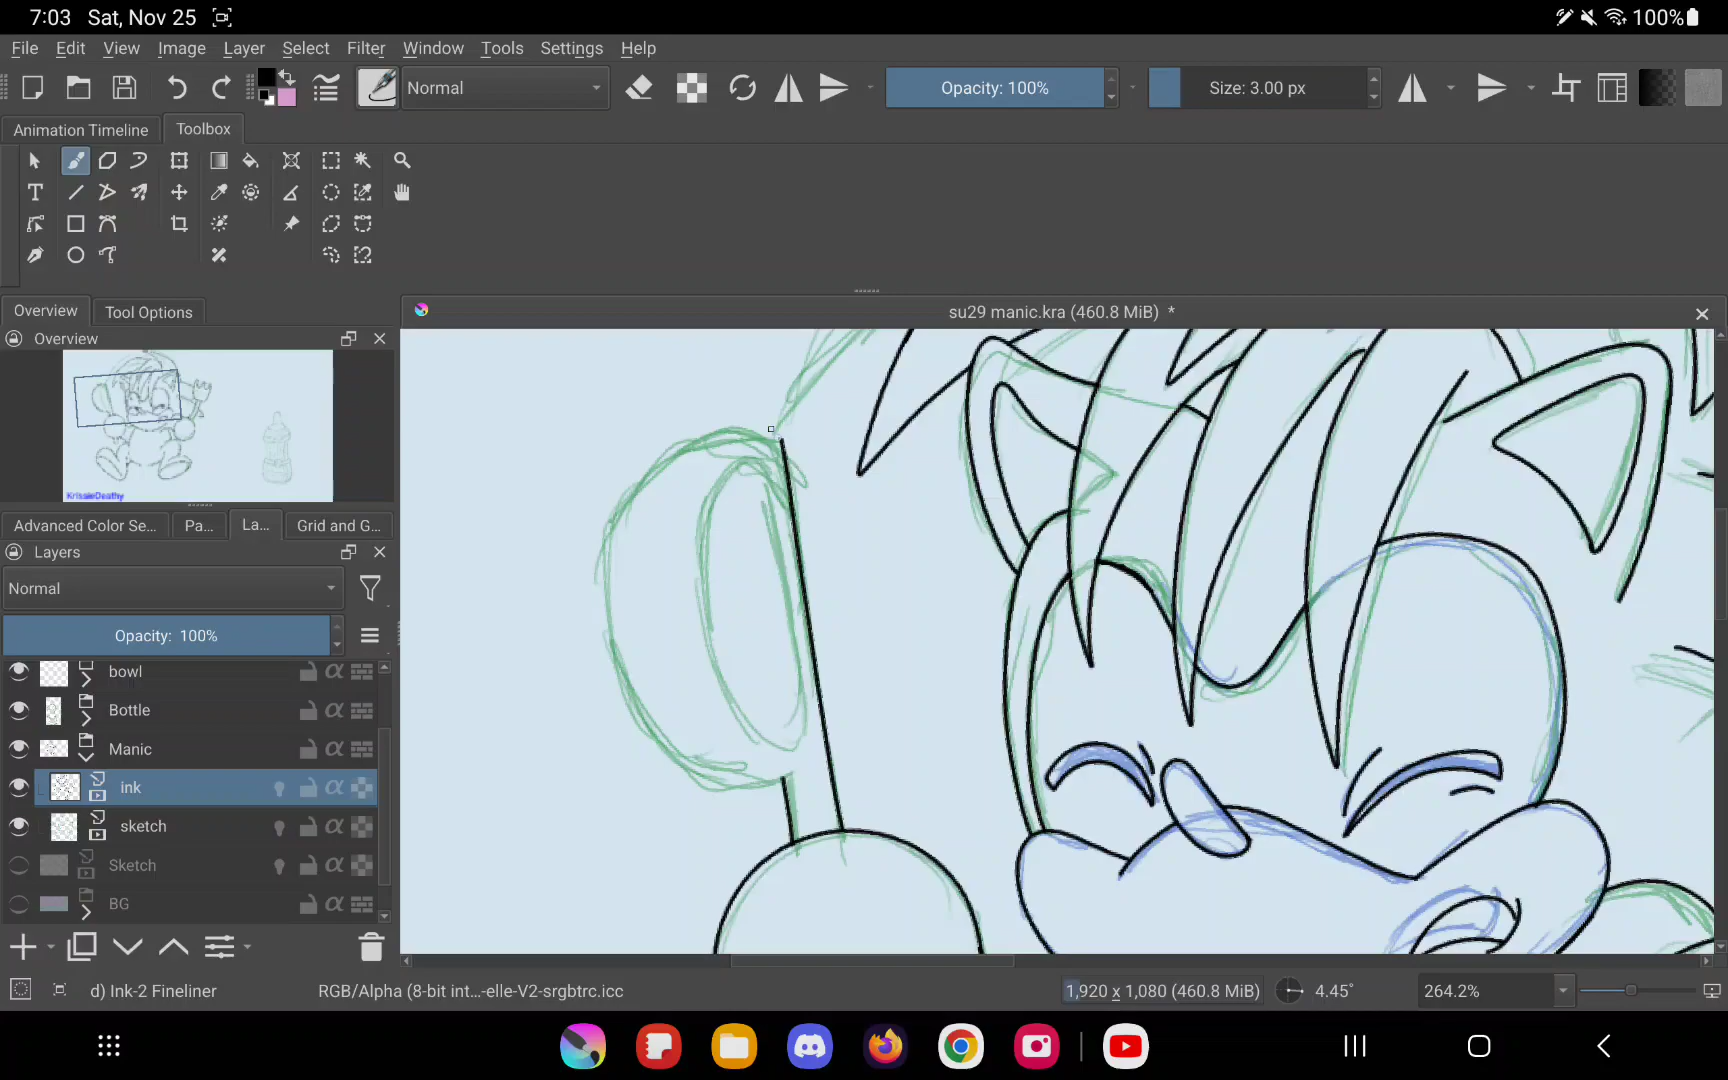 7:03 Sat, Nov 25 100%
File Edit View Image Layer Select Filter Window Tools Settings Help
Normal Opacity: 100% Size: 3.00 px
Animation Timeline Toolbox
Overview Tool Options
su29 manic.kra (460.8 MiB) *
Overview
KrissieDeathy
Advanced Color Se... Pa... La... Grid and G...
Layers
Normal
Opacity: 100%
bowl
Bottle
Manic
ink
sketch
Sketch
BG
d) Ink-2 Fineliner RGB/Alpha (8-bit int...-elle-V2-srgbtrc.icc 1,920 x 1,080 (460.8 MiB) 4.45° 264.2%